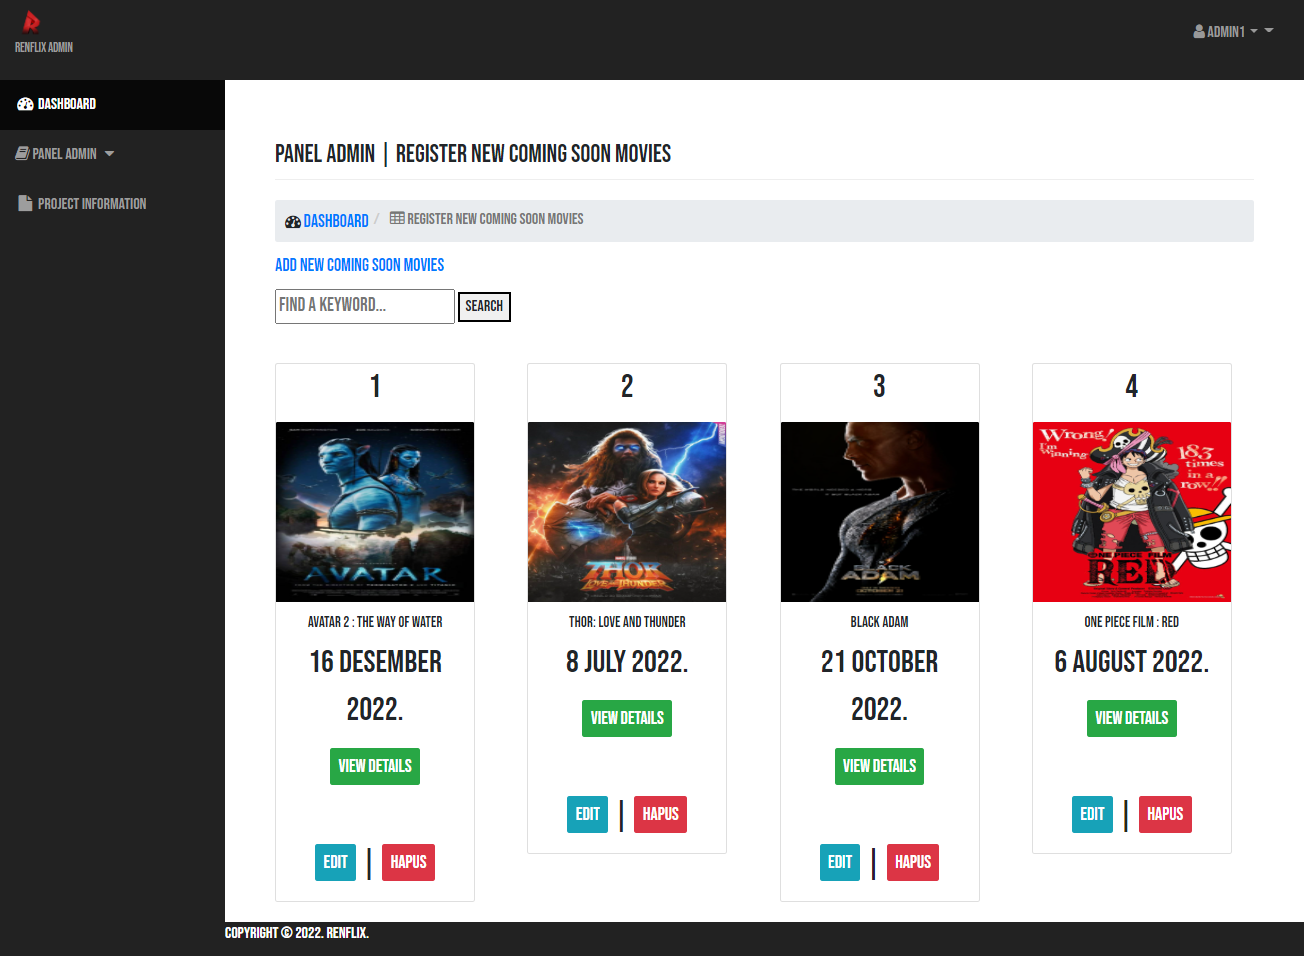 RENFLIX ADMIN
ADMIN1
DASHBOARD
PANEL ADMIN
PROJECT INFORMATION
PANEL ADMIN | REGISTER NEW COMING SOON MOVIES
DASHBOARD / REGISTER NEW COMING SOON MOVIES
ADD NEW COMING SOON MOVIES
FIND A KEYWORD... SEARCH
1
AVATAR
AVATAR 2 : THE WAY OF WATER
16 DESEMBER
2022.
VIEW DETAILS
EDIT | HAPUS
2
THOR
LOVE AND THUNDER
THOR: LOVE AND THUNDER
8 JULY 2022.
VIEW DETAILS
EDIT | HAPUS
3
BLACK
ADAM
BLACK ADAM
21 OCTOBER
2022.
VIEW DETAILS
EDIT | HAPUS
4
Wrong!
I'm
Winning
183
times
in a
row!!
ONE PIECE FILM
RED
ONE PIECE FILM : RED
6 AUGUST 2022.
VIEW DETAILS
EDIT | HAPUS
COPYRIGHT © 2022. RENFLIX.